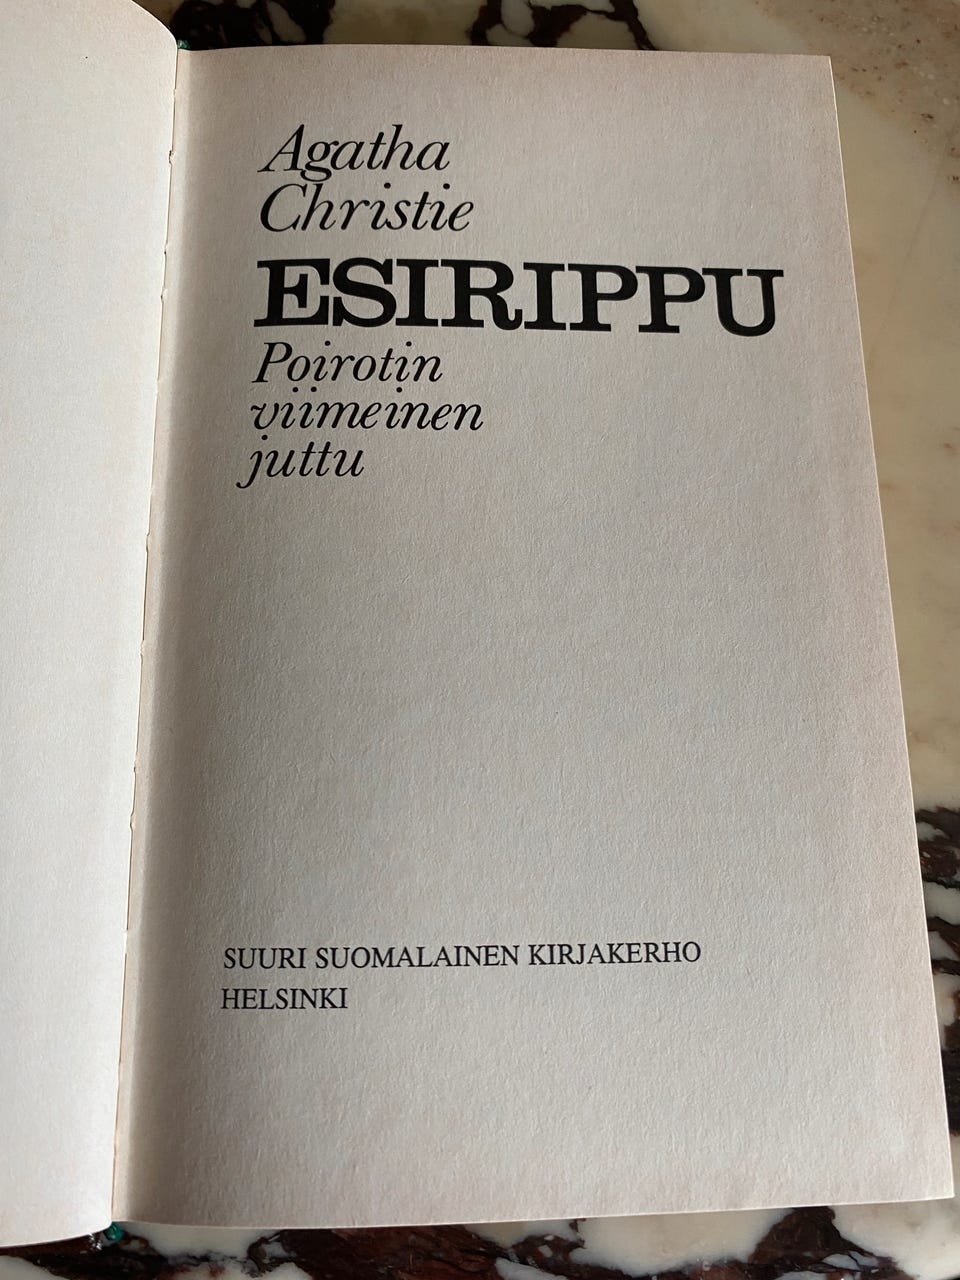 Agatha
Christie
ESIRIPPU
Poirotin
viimeinen
juttu
SUURI SUOMALAINEN KIRJAKERHO
HELSINKI